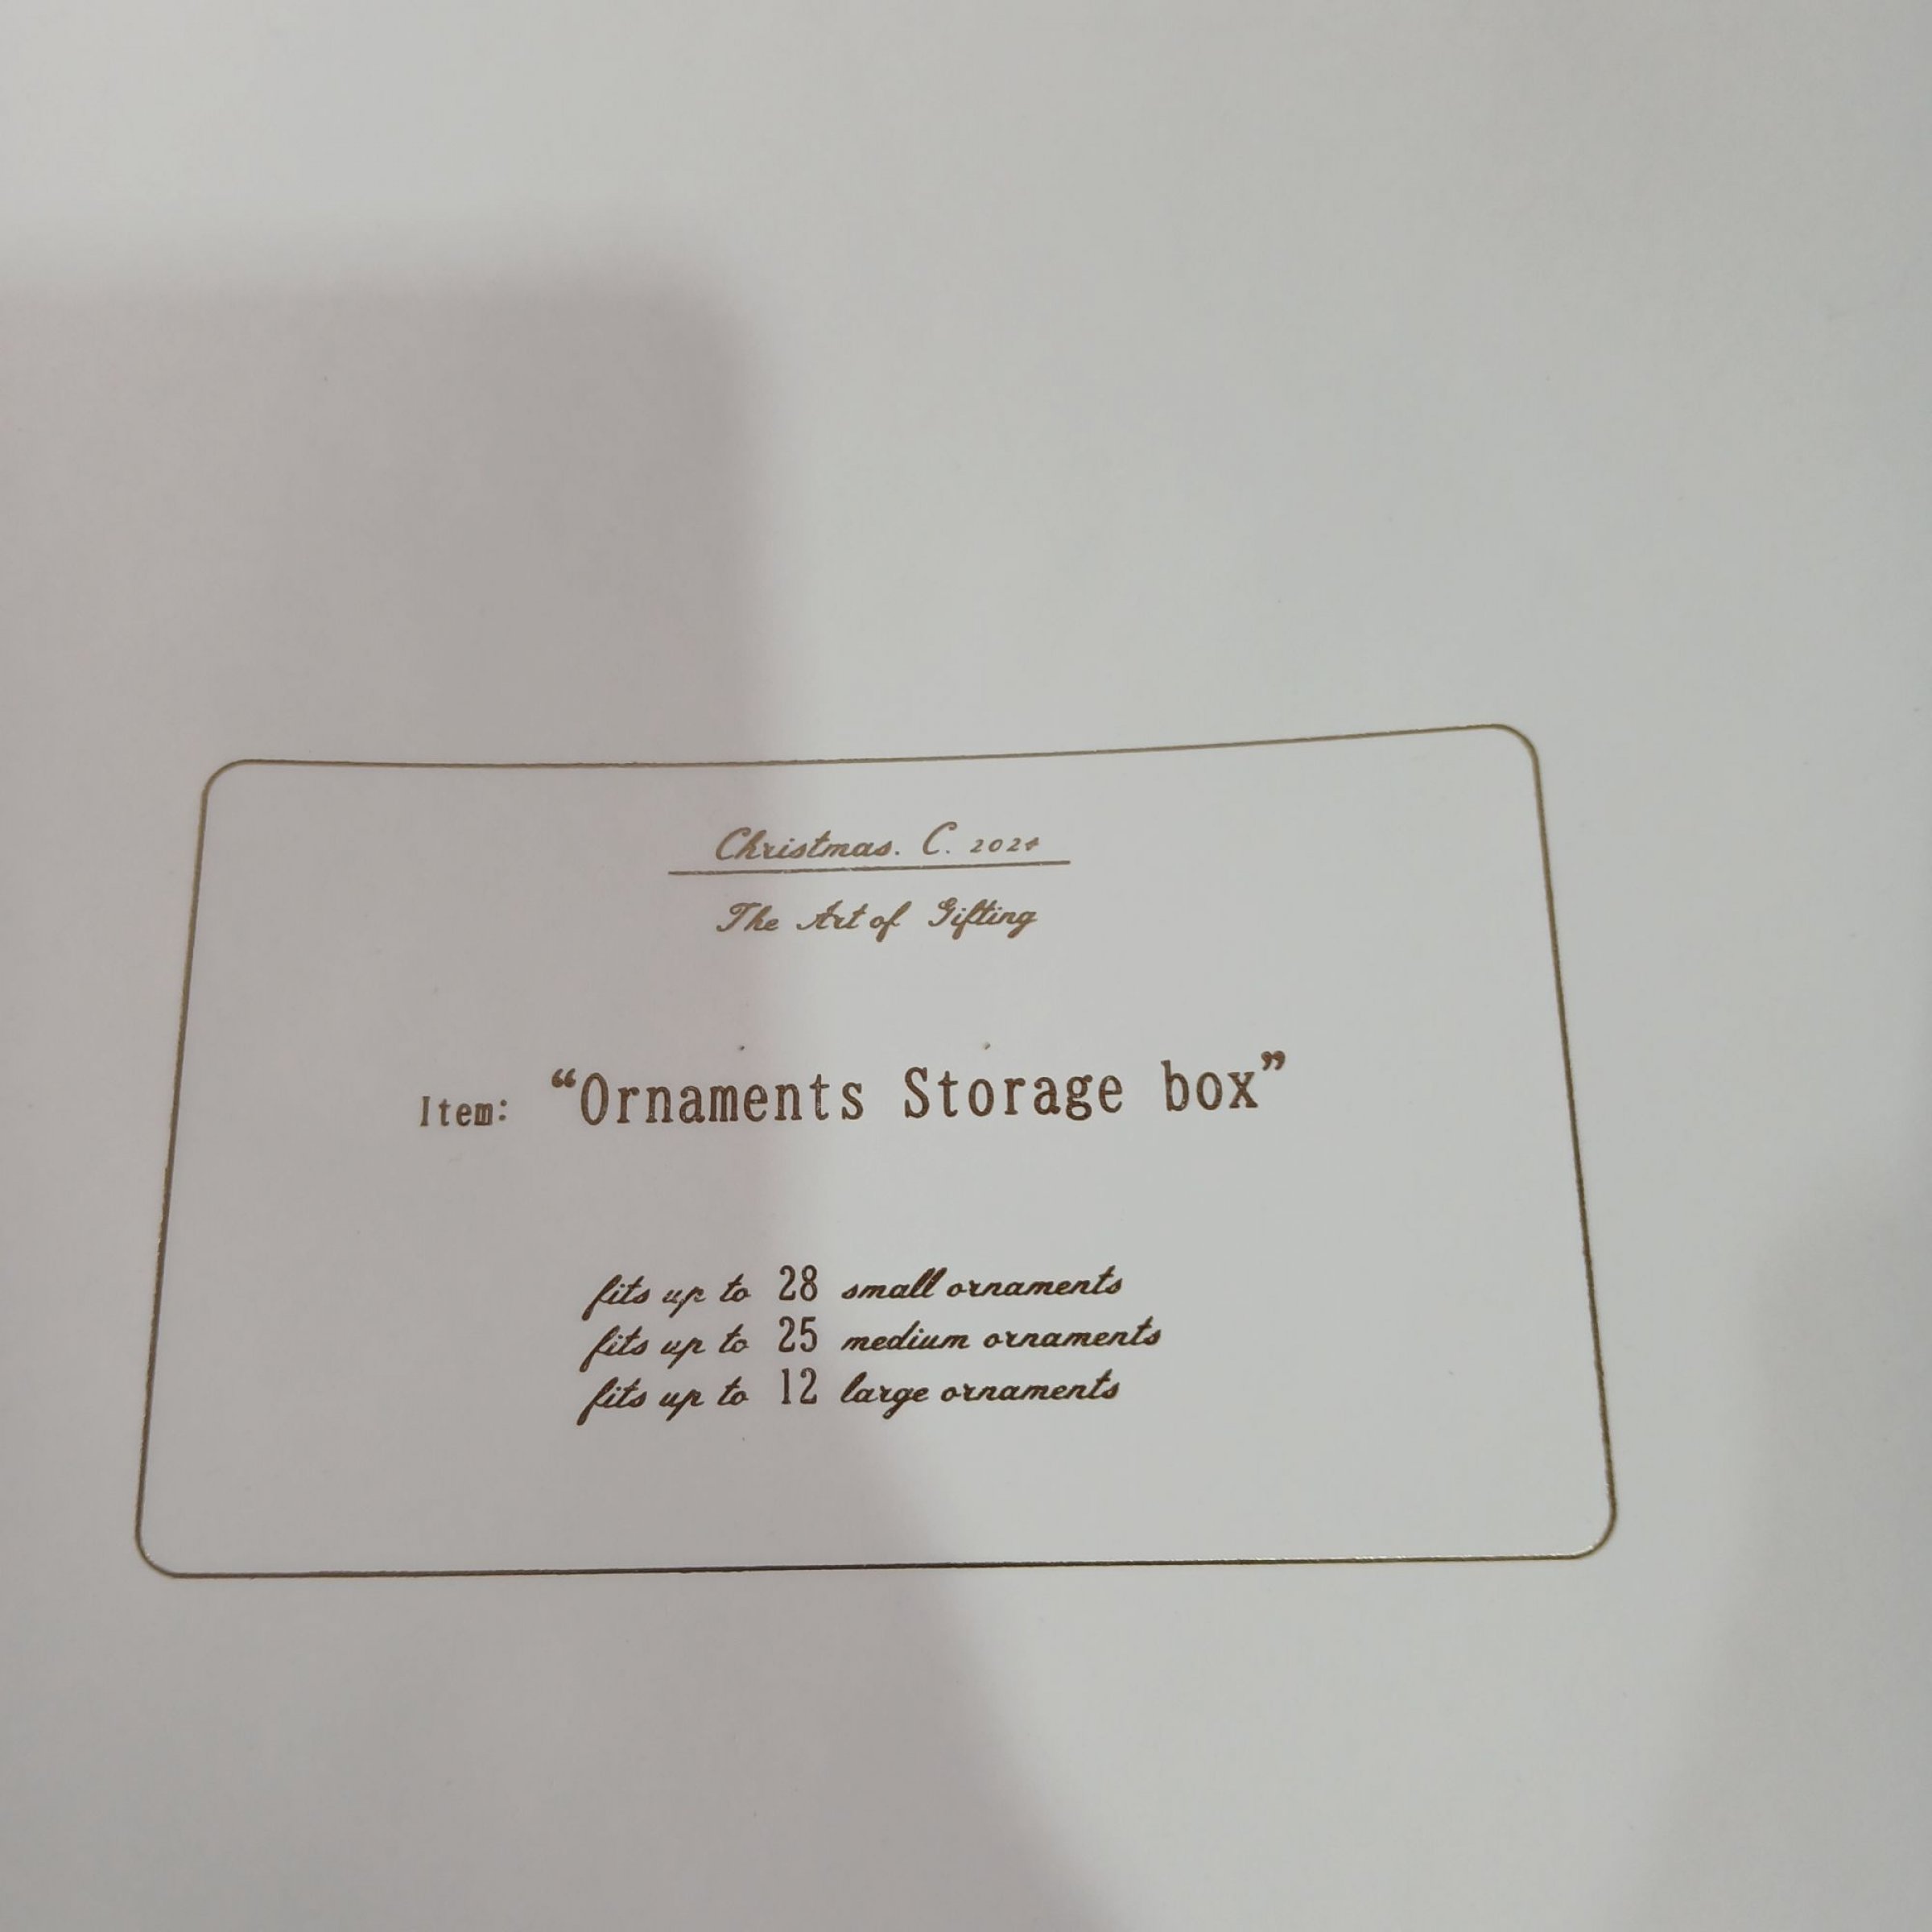 Christmas. C. 2024
The Art of Gifting
Item: “Ornaments Storage box”
fits up to 28 small ornaments
fits up to 25 medium ornaments
fits up to 12 large ornaments